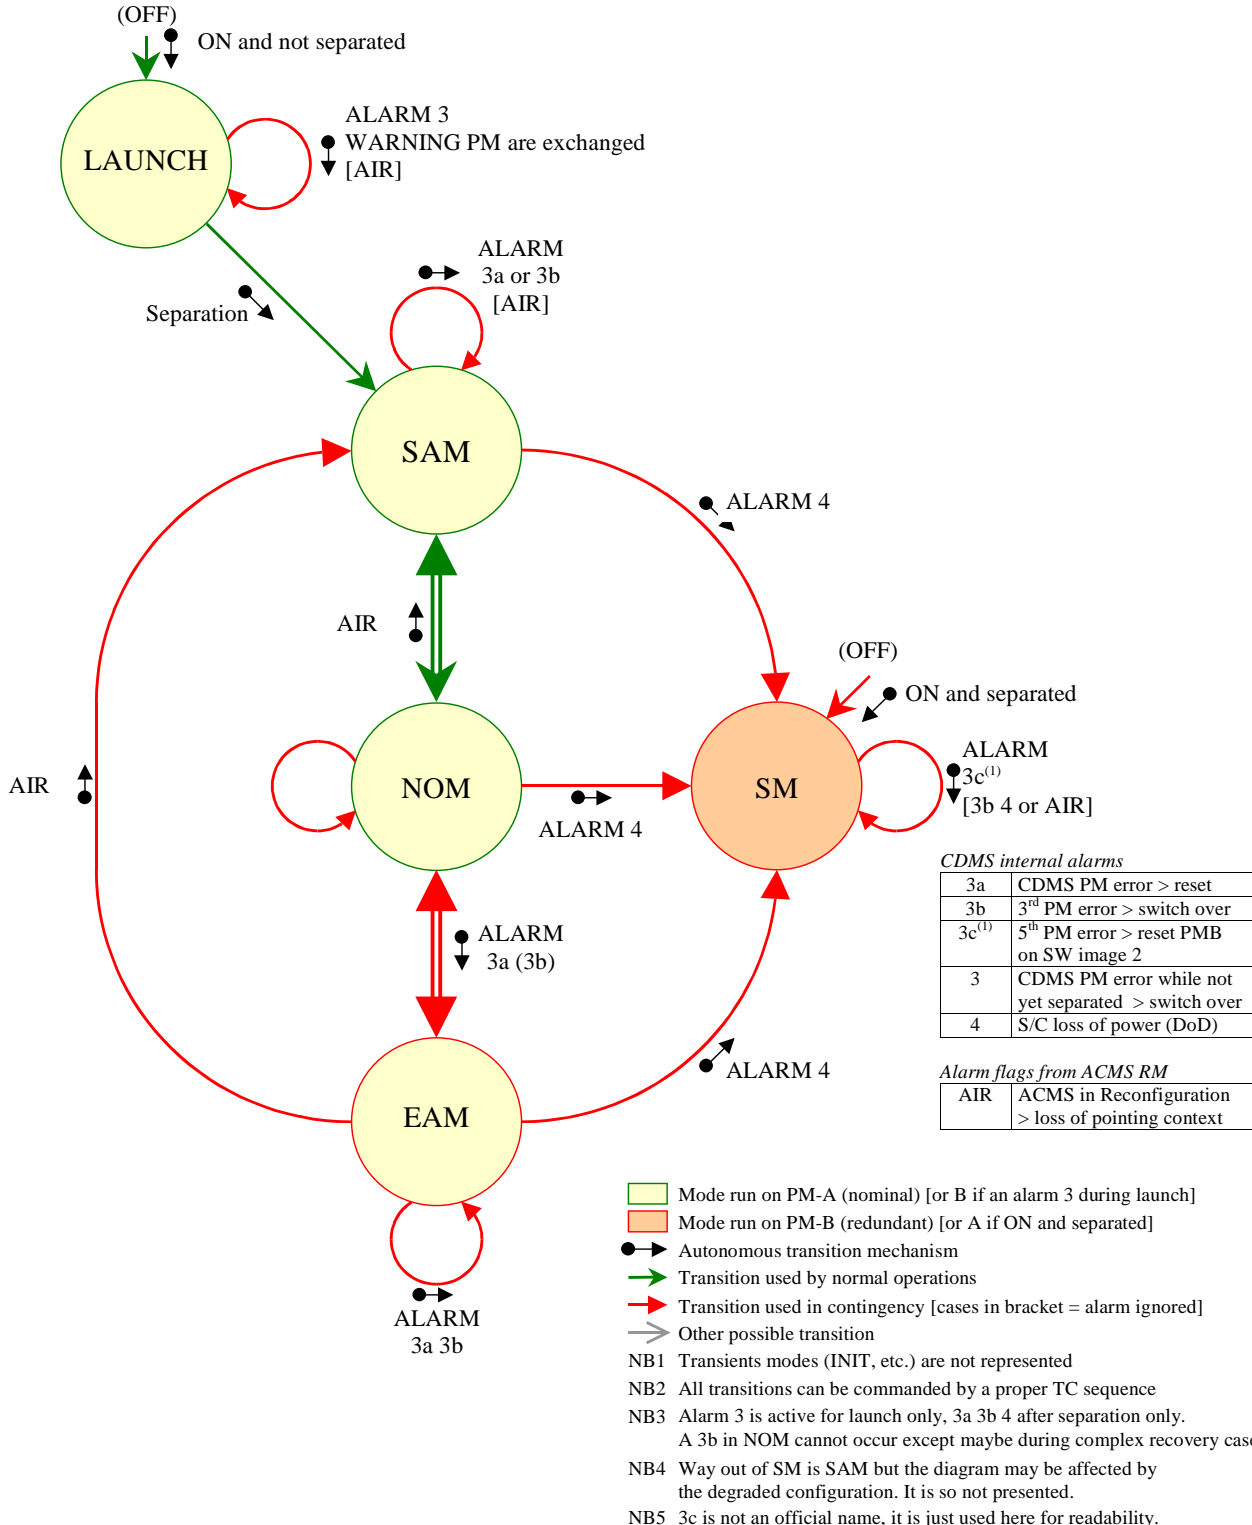 (OFF)
ON and not separated
ALARM 3
WARNING PM are exchanged
[AIR]
LAUNCH
ALARM
3a or 3b
[AIR]
Separation
SAM
ALARM 4
AIR
(OFF)
ON and separated
ALARM
3c(1)
[3b 4 or AIR]
AIR
NOM
SM
ALARM 4
CDMS internal alarms
3a CDMS PM error > reset
3b 3rd PM error > switch over
3c(1) 5th PM error > reset PMB
on SW image 2
3 CDMS PM error while not
yet separated > switch over
4 S/C loss of power (DoD)
ALARM
3a (3b)
Alarm flags from ACMS RM
AIR ACMS in Reconfiguration
> loss of pointing context
ALARM 4
EAM
ALARM
3a 3b
Mode run on PM-A (nominal) [or B if an alarm 3 during launch]
Mode run on PM-B (redundant) [or A if ON and separated]
Autonomous transition mechanism
Transition used by normal operations
Transition used in contingency [cases in bracket = alarm ignored]
Other possible transition
NB1 Transients modes (INIT, etc.) are not represented
NB2 All transitions can be commanded by a proper TC sequence
NB3 Alarm 3 is active for launch only, 3a 3b 4 after separation only.
A 3b in NOM cannot occur except maybe during complex recovery case
NB4 Way out of SM is SAM but the diagram may be affected by
the degraded configuration. It is so not presented.
NB5 3c is not an official name, it is just used here for readability.